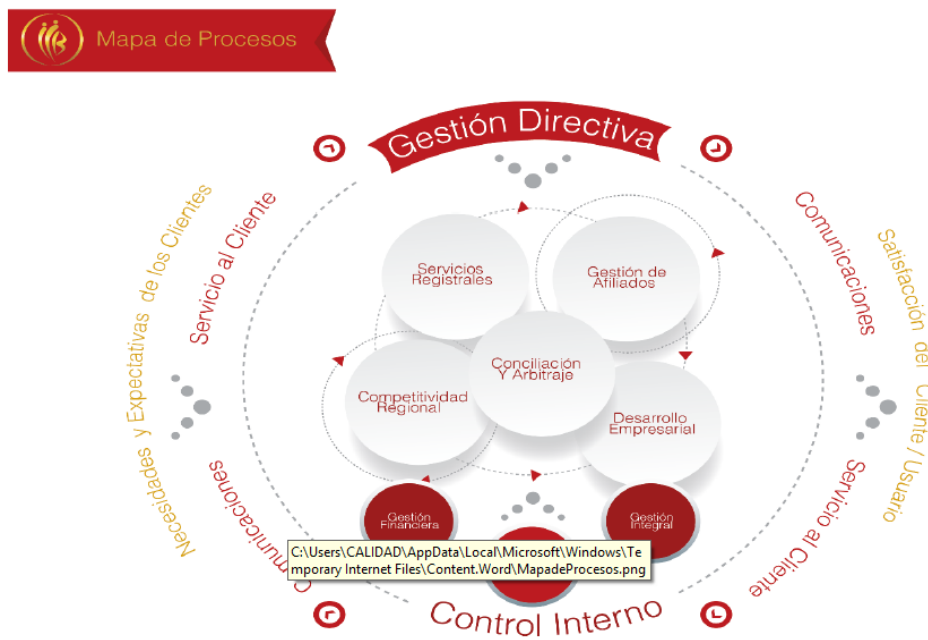 Mapa de Procesos
Gestión Directiva
Necesidades y Expectativas de los Clientes
Servicio al Cliente
Comunicaciones
Servicios
Registrales
Gestión de
Afiliados
Conciliación
Y Arbitraje
Competitividad
Regional
Desarrollo
Empresarial
Gestión
Financiera
Gestión
Integral
Comunicaciones
Servicio al Cliente
Satisfacción del Cliente / Usuario
C:\Users\CALIDAD\AppData\Local\Microsoft\Windows\Te
mporary Internet Files\Content.Word\MapadeProcesos.png
Control Interno